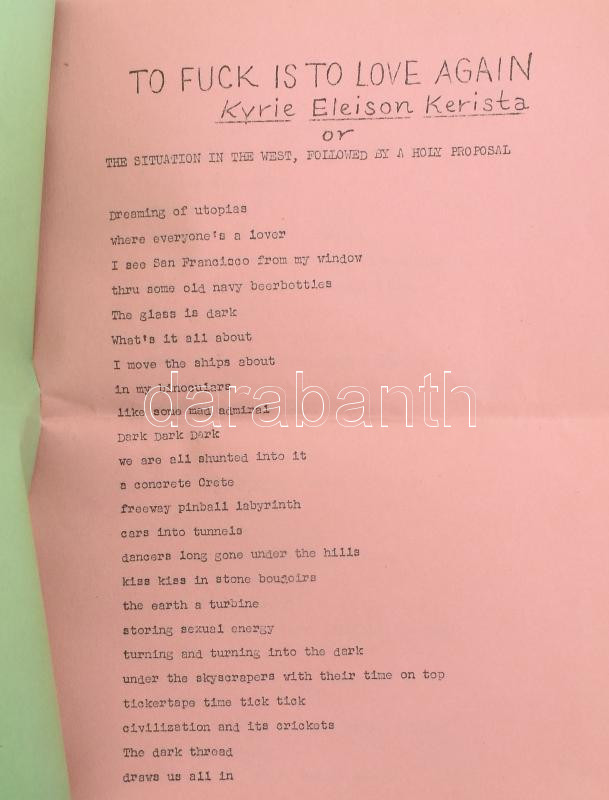 TO FUCK IS TO LOVE AGAIN
Kyrie Eleison Kerista
or
THE SITUATION IN THE WEST, FOLLOWED BY A HOLY PROPOSAL
Dreaming of utopias
where everyone's a lover
I see San Francisco from my window
thru some old navy beerbottles
The glass is dark
What's it all about
I move the ships about
in my binoculars
like some mad admiral
darabanth
Dark Dark Dark
we are all shunted into it
a concrete Crete
freeway pinball labyrinth
cars into tunnels
dancers long gone under the hills
kiss kiss in stone bougoirs
the earth a turbine
storing sexual energy
turning and turning into the dark
under the skyscrapers with their time on top
tickertape time tick tick
civilization and its crickets
The dark thread
draws us all in